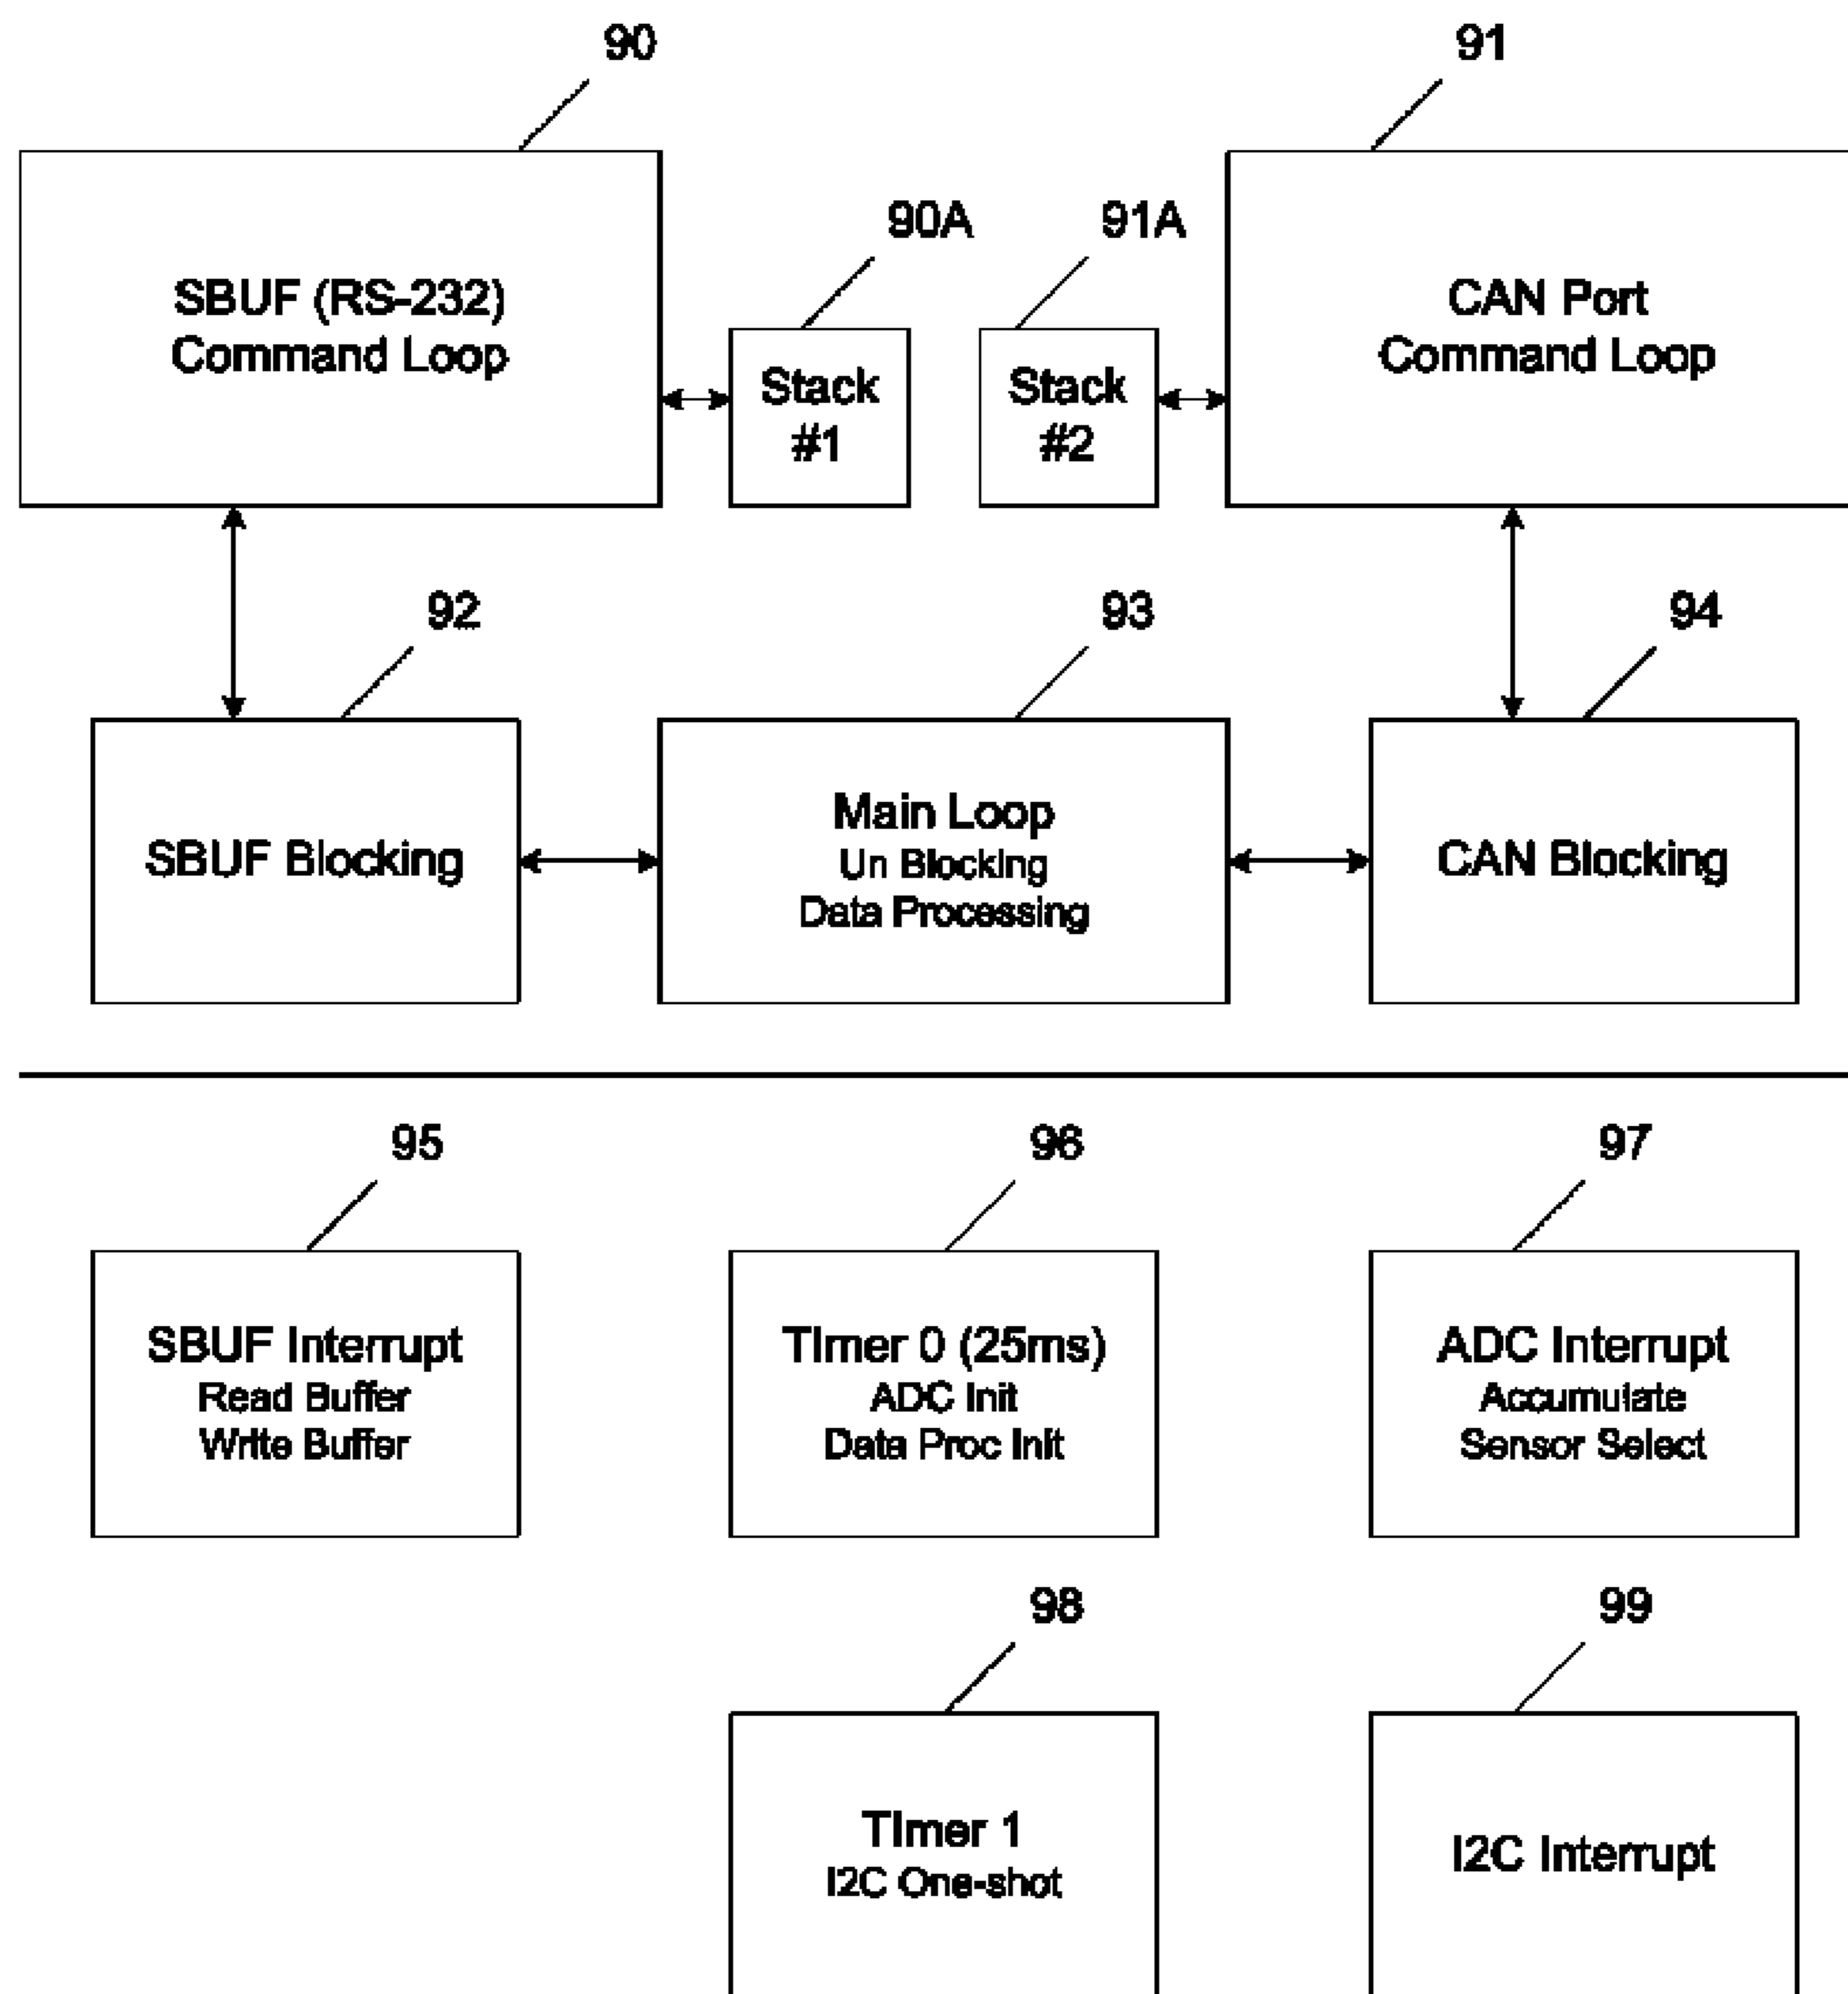 90
91
90A
91A
SBUF (RS-232)
Command Loop
Stack
#1
Stack
#2
CAN Port
Command Loop
92
93
94
SBUF Blocking
Main Loop
Un Blocking
Data Processing
CAN Blocking
95
96
97
SBUF Interrupt
Read Buffer
Write Buffer
Timer 0 (25ms)
ADC Init
Data Proc Init
ADC Interrupt
Accumulate
Sensor Select
98
99
Timer 1
I2C One-shot
I2C Interrupt